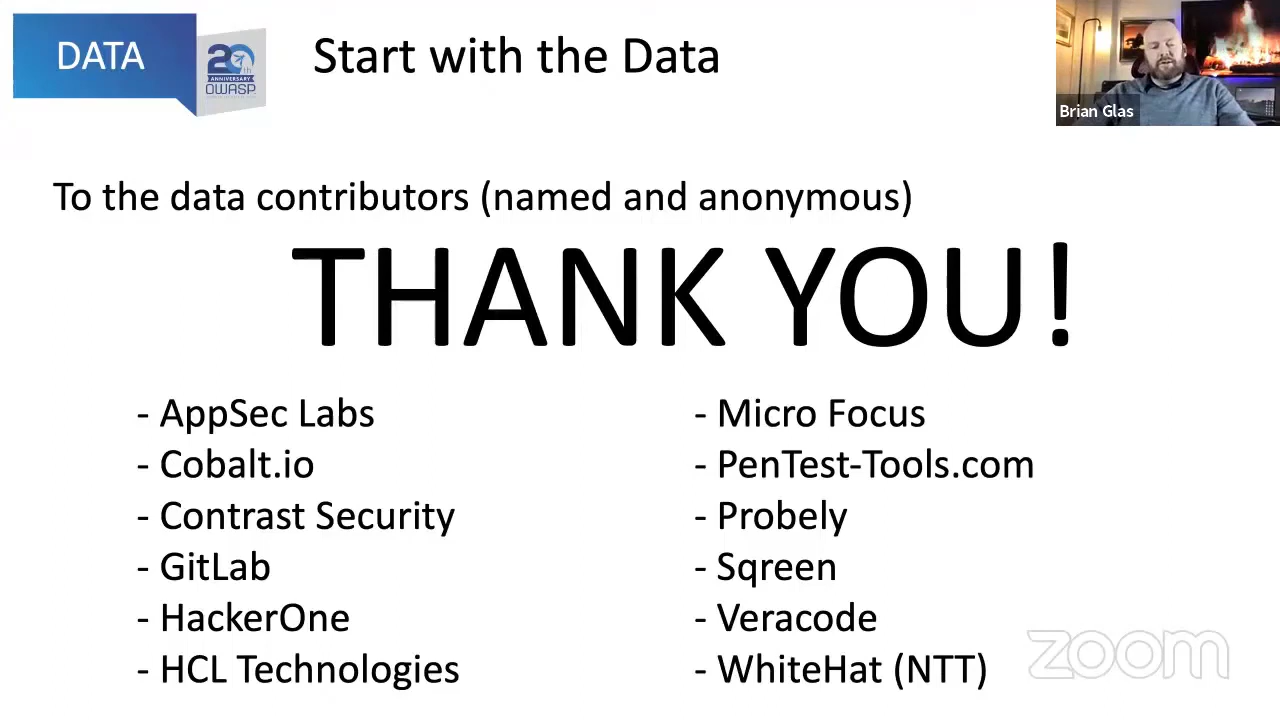 DATA
20th
ANNIVERSARY
OWASP
Start with the Data
Brian Glas
To the data contributors (named and anonymous)
THANK YOU!
- AppSec Labs
- Cobalt.io
- Contrast Security
- GitLab
- HackerOne
- HCL Technologies
- Micro Focus
- PenTest-Tools.com
- Probely
- Sqreen
- Veracode
- WhiteHat (NTT)
zoom